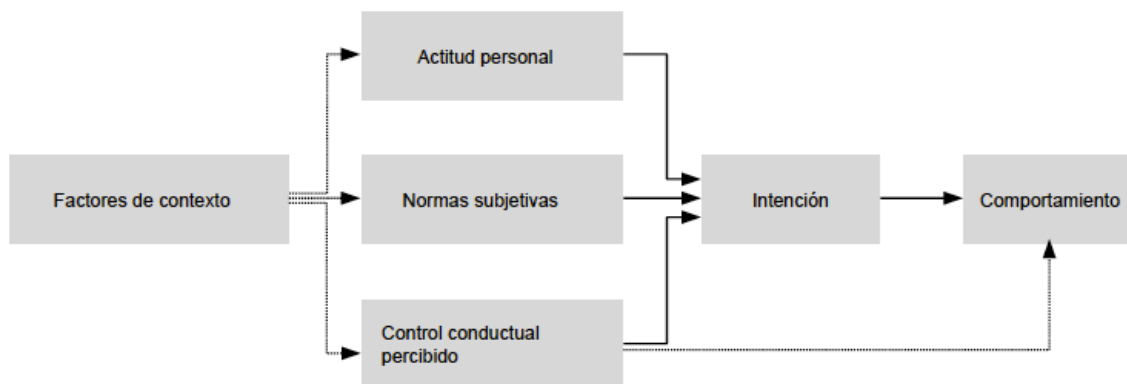 Actitud personal
Factores de contexto
Normas subjetivas
Intención
Comportamiento
Control conductual
percibido